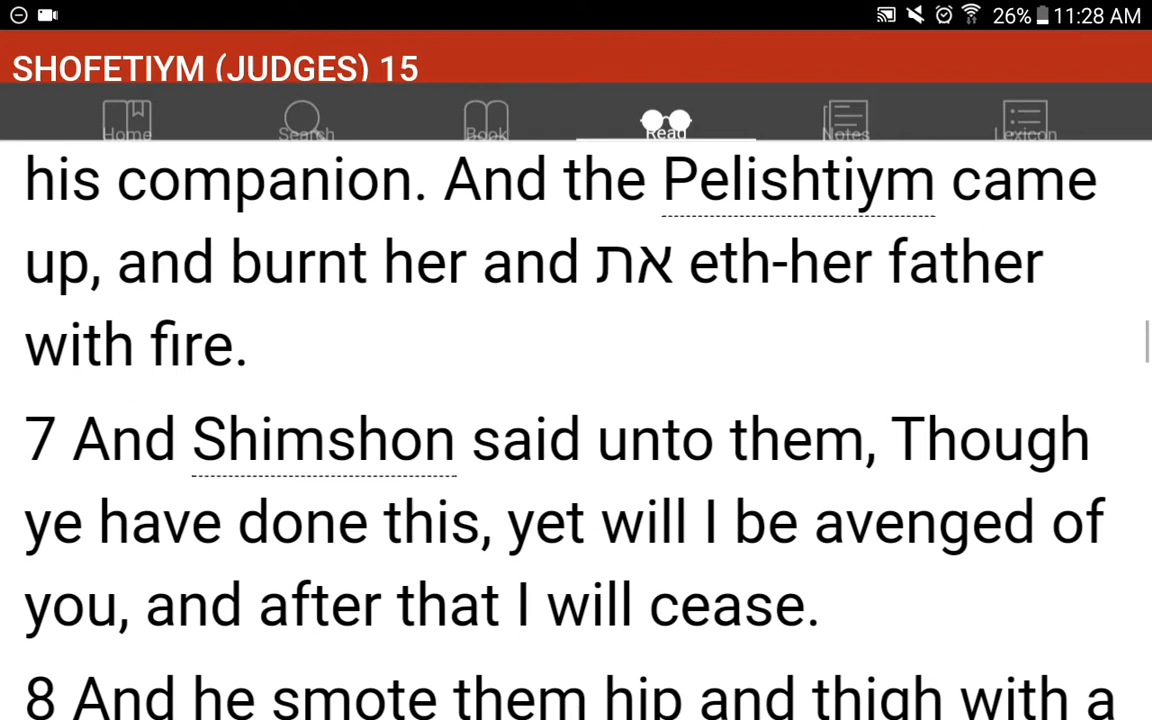 26% 11:28 AM
SHOFETIYM (JUDGES) 15
Home Search Book Read Notes Lexicon
his companion. And the Pelishtiym came
up, and burnt her and את eth-her father
with fire.
7 And Shimshon said unto them, Though
ye have done this, yet will I be avenged of
you, and after that I will cease.
8 And he smote them hip and thigh with a